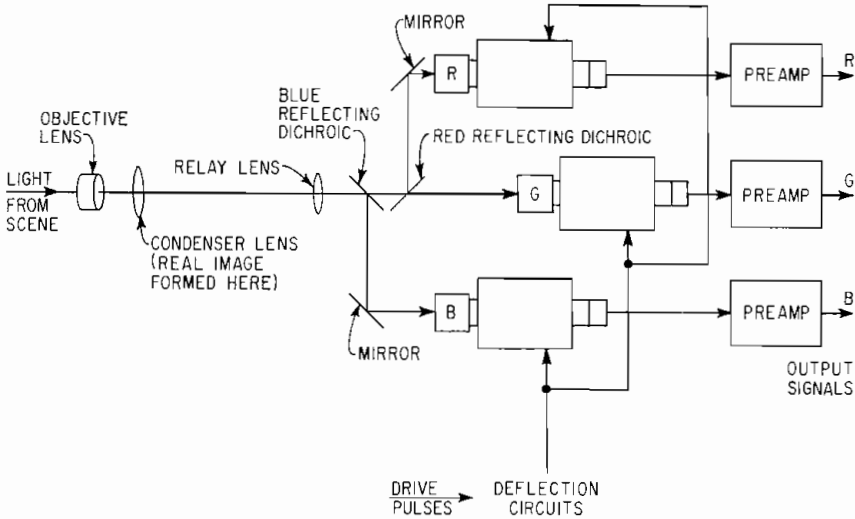 MIRROR
R
PREAMP
R
BLUE
REFLECTING
DICHROIC
OBJECTIVE
LENS
RED REFLECTING DICHROIC
RELAY LENS
LIGHT
FROM
SCENE
G
PREAMP
G
CONDENSER LENS
(REAL IMAGE
FORMED HERE)
B
PREAMP
B
MIRROR
OUTPUT
SIGNALS
DRIVE
PULSES
DEFLECTION
CIRCUITS